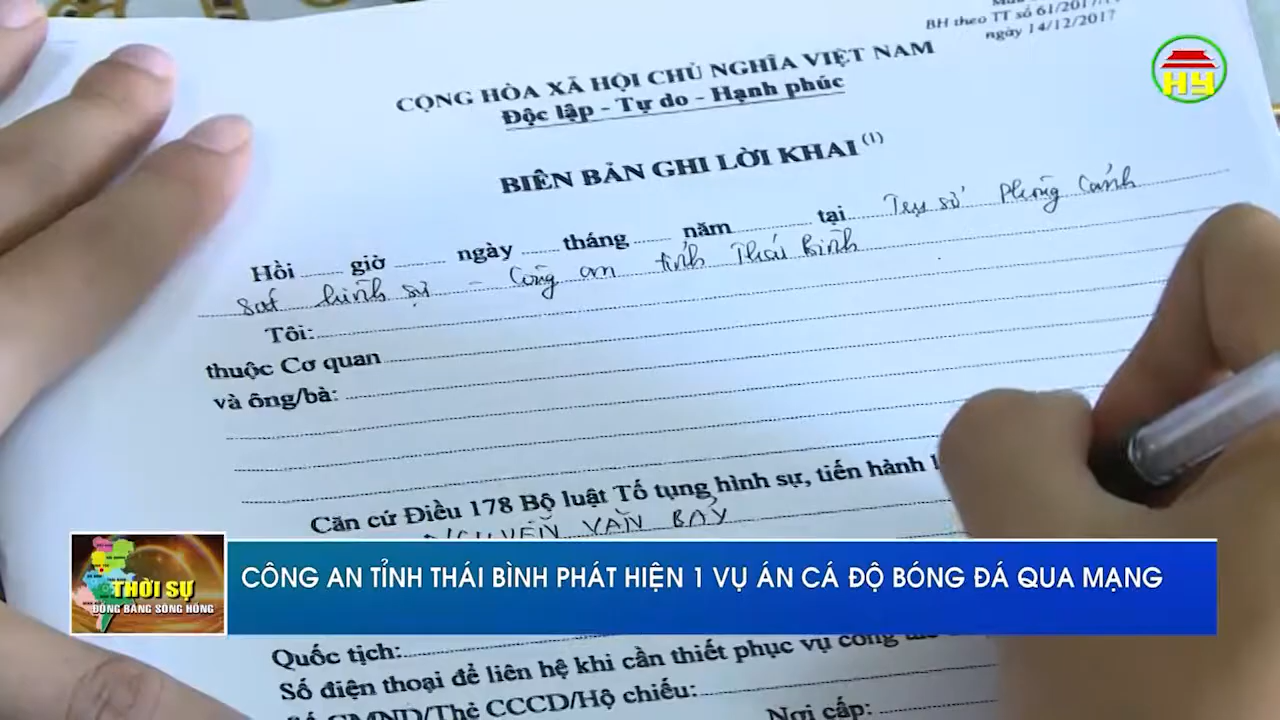 BH theo TT số 61/2017/
ngày 14/12/2017
HY
CỘNG HÒA XÃ HỘI CHỦ NGHĨA VIỆT NAM
Độc lập - Tự do - Hạnh phúc
BIÊN BẢN GHI LỜI KHAI (1)
Hồi ........ giờ .......... ngày ........ tháng ........ năm ............... tại Trụ sở Phòng Cảnh
sát hình sự - Công an tỉnh Thái Bình
Tôi:
thuộc Cơ quan
và ông/bà:
Căn cứ Điều 178 Bộ luật Tố tụng hình sự, tiến hành
NGUYỄN VĂN BẢY
THỜI SỰ
ĐỒNG BẰNG SÔNG HỒNG
CÔNG AN TỈNH THÁI BÌNH PHÁT HIỆN 1 VỤ ÁN CÁ ĐỘ BÓNG ĐÁ QUA MẠNG
Quốc tịch:
Số điện thoại để liên hệ khi cần thiết phục vụ công
Số CMND/Thẻ CCCD/Hộ chiếu:
Nơi cấp: